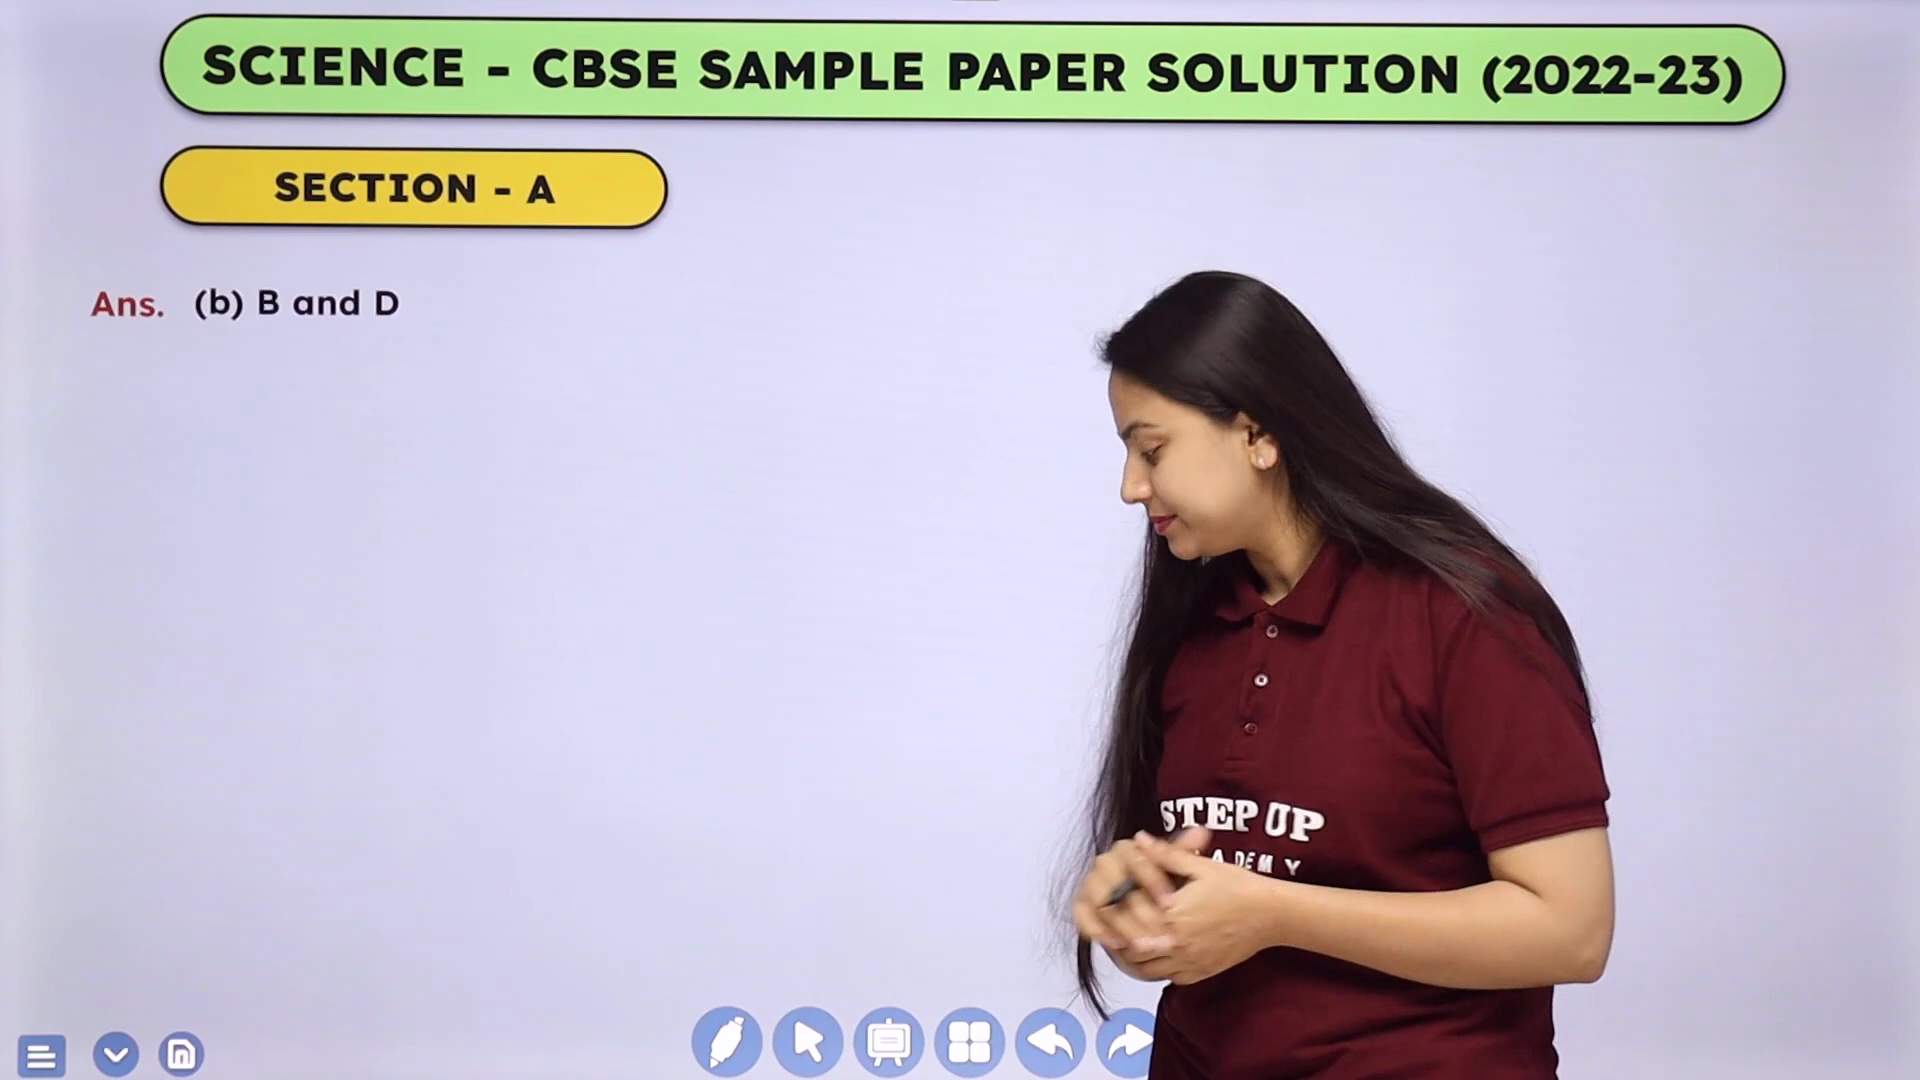 SCIENCE - CBSE SAMPLE PAPER SOLUTION (2022-23)
SECTION - A
Ans. (b) B and D
STEP UP